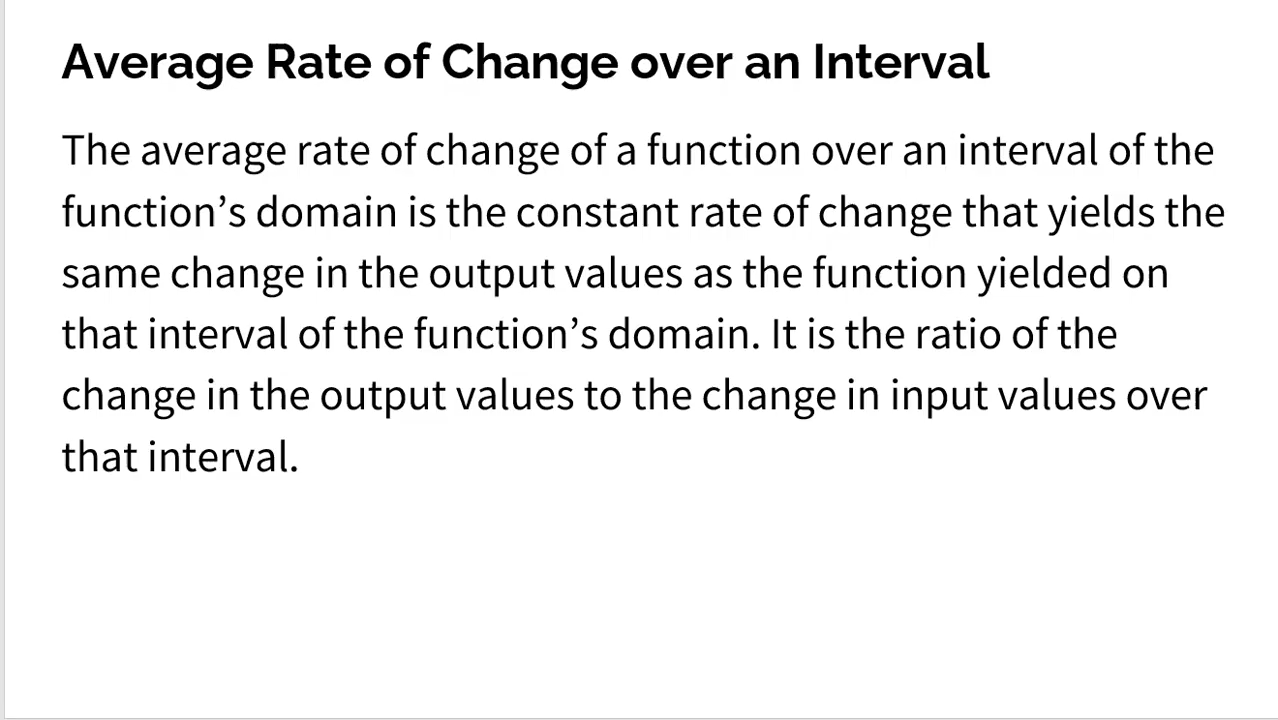 Average Rate of Change over an Interval
The average rate of change of a function over an interval of the
function’s domain is the constant rate of change that yields the
same change in the output values as the function yielded on
that interval of the function’s domain. It is the ratio of the
change in the output values to the change in input values over
that interval.